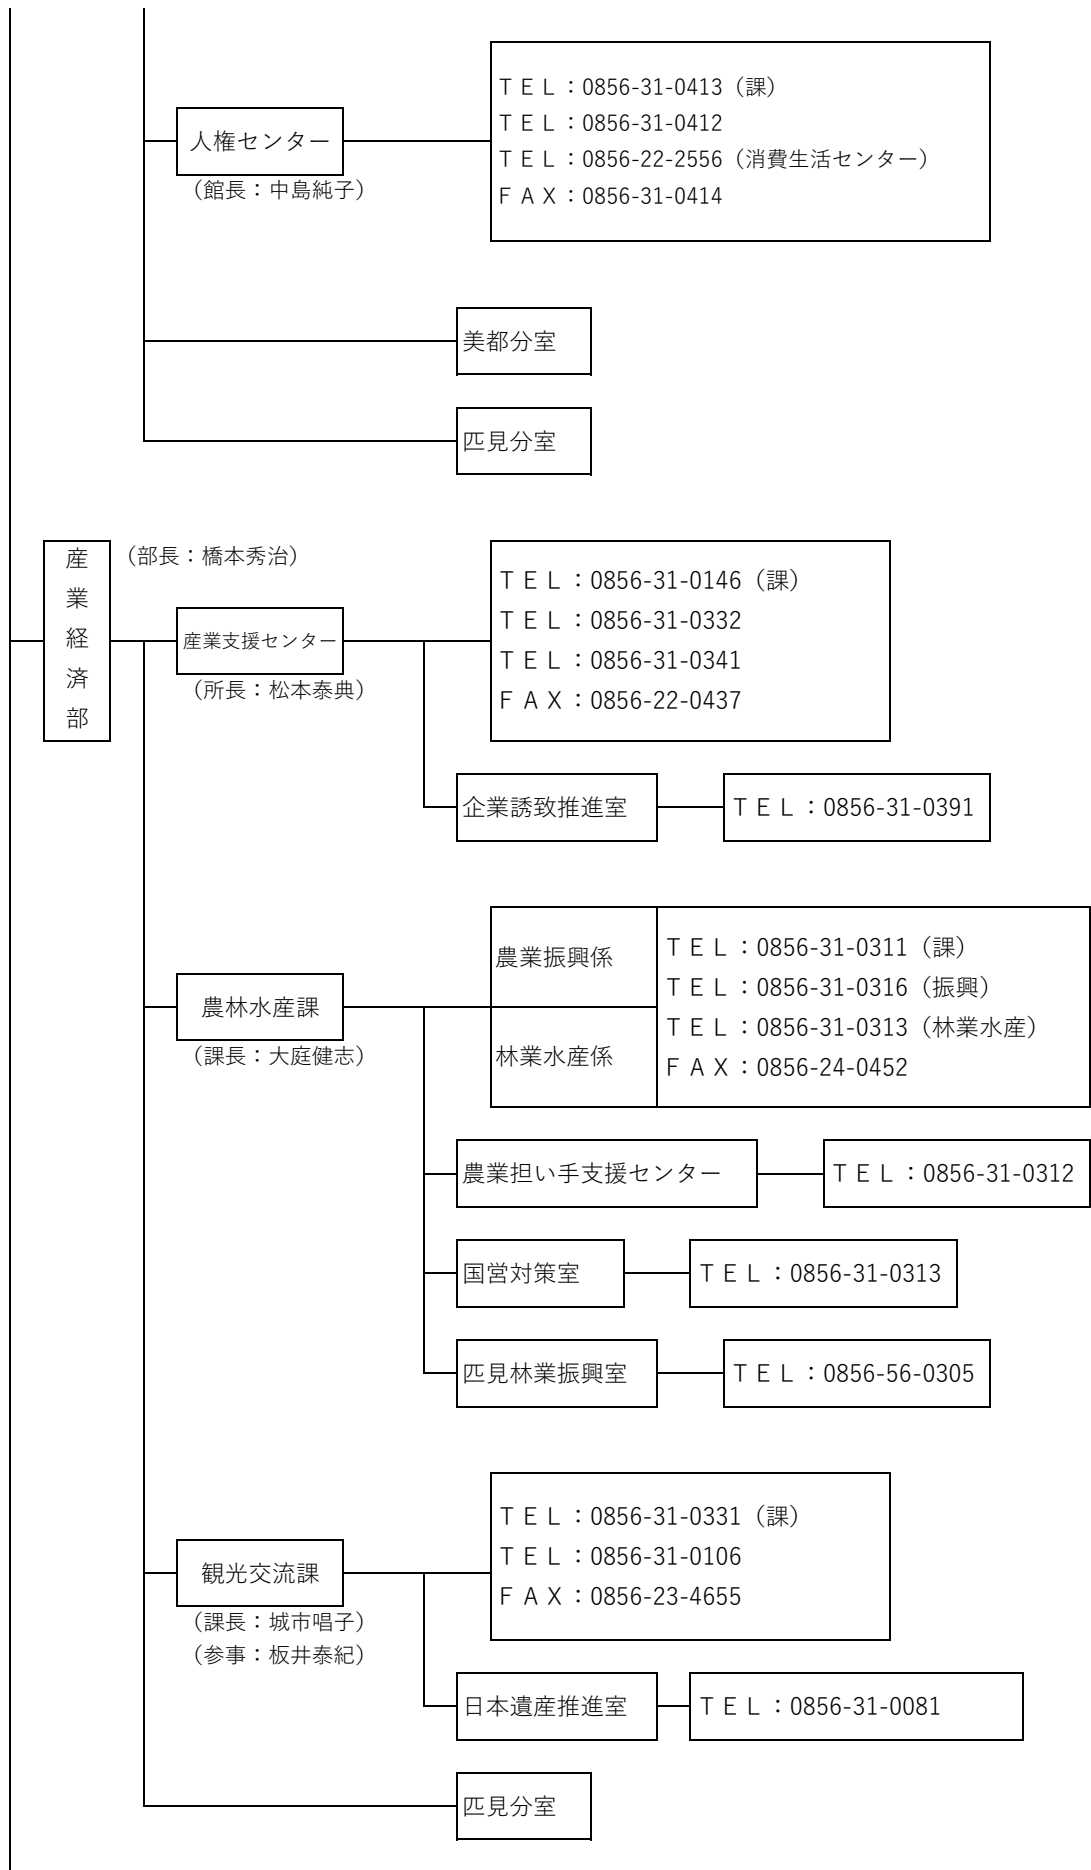 ＴＥＬ：0856-31-0413（課）
ＴＥＬ：0856-31-0412
ＴＥＬ：0856-22-2556（消費生活センター）
ＦＡＸ：0856-31-0414
人権センター
（館長：中島純子）
美都分室
匹見分室
産業経済部
（部長：橋本秀治）
産業支援センター
（所長：松本泰典）
ＴＥＬ：0856-31-0146（課）
ＴＥＬ：0856-31-0332
ＴＥＬ：0856-31-0341
ＦＡＸ：0856-22-0437
企業誘致推進室
ＴＥＬ：0856-31-0391
農林水産課
（課長：大庭健志）
農業振興係
林業水産係
ＴＥＬ：0856-31-0311（課）
ＴＥＬ：0856-31-0316（振興）
ＴＥＬ：0856-31-0313（林業水産）
ＦＡＸ：0856-24-0452
農業担い手支援センター
ＴＥＬ：0856-31-0312
国営対策室
ＴＥＬ：0856-31-0313
匹見林業振興室
ＴＥＬ：0856-56-0305
観光交流課
（課長：城市唱子）
（参事：板井泰紀）
ＴＥＬ：0856-31-0331（課）
ＴＥＬ：0856-31-0106
ＦＡＸ：0856-23-4655
日本遺産推進室
ＴＥＬ：0856-31-0081
匹見分室